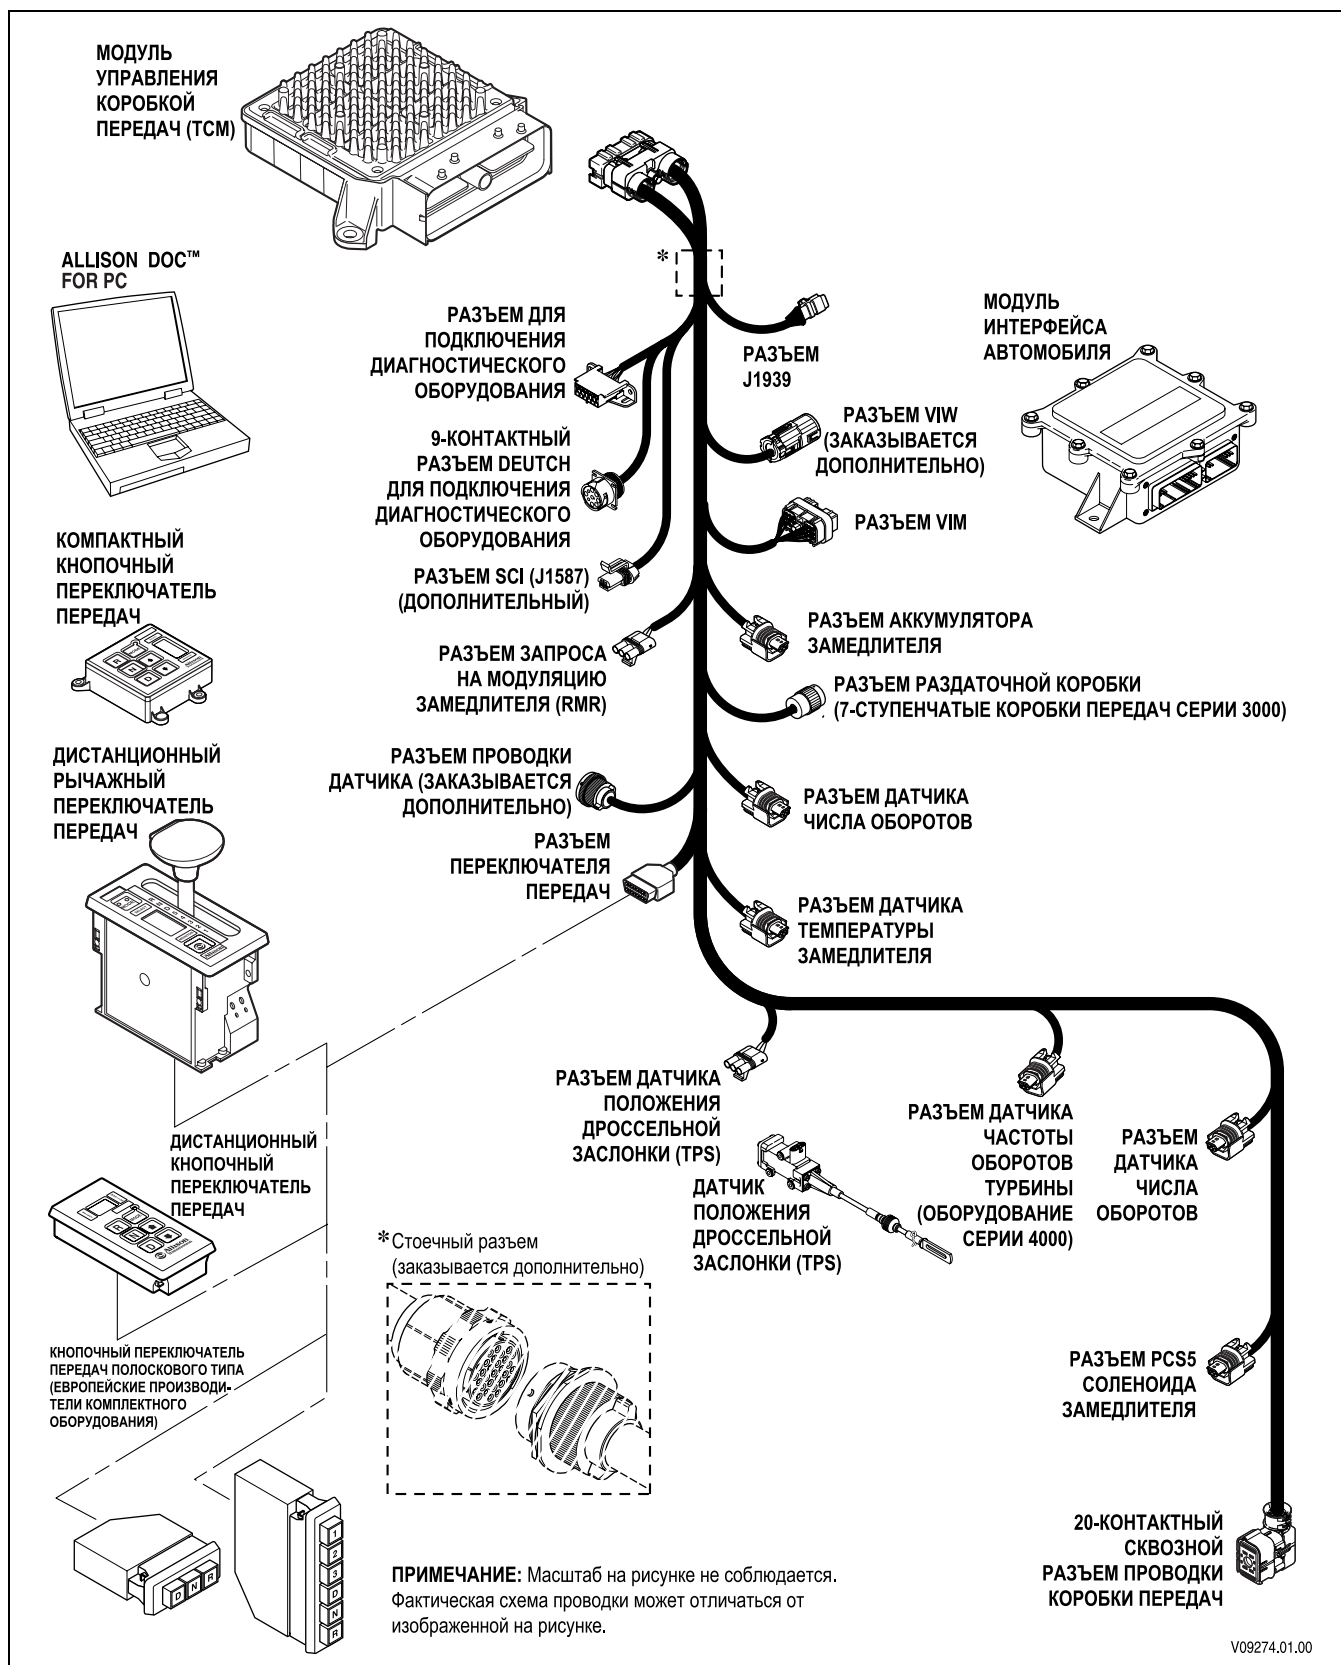 МОДУЛЬ
УПРАВЛЕНИЯ
КОРОБКОЙ
ПЕРЕДАЧ (TCM)
ALLISON DOC™
FOR PC
*
РАЗЪЕМ ДЛЯ
ПОДКЛЮЧЕНИЯ
ДИАГНОСТИЧЕСКОГО
ОБОРУДОВАНИЯ
РАЗЪЕМ
J1939
МОДУЛЬ
ИНТЕРФЕЙСА
АВТОМОБИЛЯ
9-КОНТАКТНЫЙ
РАЗЪЕМ DEUTCH
ДЛЯ ПОДКЛЮЧЕНИЯ
ДИАГНОСТИЧЕСКОГО
ОБОРУДОВАНИЯ
РАЗЪЕМ VIW
(ЗАКАЗЫВАЕТСЯ
ДОПОЛНИТЕЛЬНО)
РАЗЪЕМ VIM
КОМПАКТНЫЙ
КНОПОЧНЫЙ
ПЕРЕКЛЮЧАТЕЛЬ
ПЕРЕДАЧ
РАЗЪЕМ SCI (J1587)
(ДОПОЛНИТЕЛЬНЫЙ)
РАЗЪЕМ АККУМУЛЯТОРА
ЗАМЕДЛИТЕЛЯ
РАЗЪЕМ ЗАПРОСА
НА МОДУЛЯЦИЮ
ЗАМЕДЛИТЕЛЯ (RMR)
РАЗЪЕМ РАЗДАТОЧНОЙ КОРОБКИ
(7-СТУПЕНЧАТЫЕ КОРОБКИ ПЕРЕДАЧ СЕРИИ 3000)
ДИСТАНЦИОННЫЙ
РЫЧАЖНЫЙ
ПЕРЕКЛЮЧАТЕЛЬ
ПЕРЕДАЧ
РАЗЪЕМ ПРОВОДКИ
ДАТЧИКА (ЗАКАЗЫВАЕТСЯ
ДОПОЛНИТЕЛЬНО)
РАЗЪЕМ ДАТЧИКА
ЧИСЛА ОБОРОТОВ
РАЗЪЕМ
ПЕРЕКЛЮЧАТЕЛЯ
ПЕРЕДАЧ
РАЗЪЕМ ДАТЧИКА
ТЕМПЕРАТУРЫ
ЗАМЕДЛИТЕЛЯ
РАЗЪЕМ ДАТЧИКА
ПОЛОЖЕНИЯ
ДРОССЕЛЬНОЙ
ЗАСЛОНКИ (TPS)
РАЗЪЕМ ДАТЧИКА
ЧАСТОТЫ
ОБОРОТОВ
ТУРБИНЫ
(ОБОРУДОВАНИЕ
СЕРИИ 4000)
РАЗЪЕМ
ДАТЧИКА
ЧИСЛА
ОБОРОТОВ
ДИСТАНЦИОННЫЙ
КНОПОЧНЫЙ
ПЕРЕКЛЮЧАТЕЛЬ
ПЕРЕДАЧ
R
N
D
Allison
ДАТЧИК
ПОЛОЖЕНИЯ
ДРОССЕЛЬНОЙ
ЗАСЛОНКИ (TPS)
*Стоечный разъем
(заказывается дополнительно)
КНОПОЧНЫЙ ПЕРЕКЛЮЧАТЕЛЬ
ПЕРЕДАЧ ПОЛОСКОВОГО ТИПА
(ЕВРОПЕЙСКИЕ ПРОИЗВОДИ-
ТЕЛИ КОМПЛЕКТНОГО
ОБОРУДОВАНИЯ)
РАЗЪЕМ PCS5
СОЛЕНОИДА
ЗАМЕДЛИТЕЛЯ
D N R
1
2
3
D
N
R
20-КОНТАКТНЫЙ
СКВОЗНОЙ
РАЗЪЕМ ПРОВОДКИ
КОРОБКИ ПЕРЕДАЧ
ПРИМЕЧАНИЕ: Масштаб на рисунке не соблюдается.
Фактическая схема проводки может отличаться от
изображенной на рисунке.
V09274.01.00